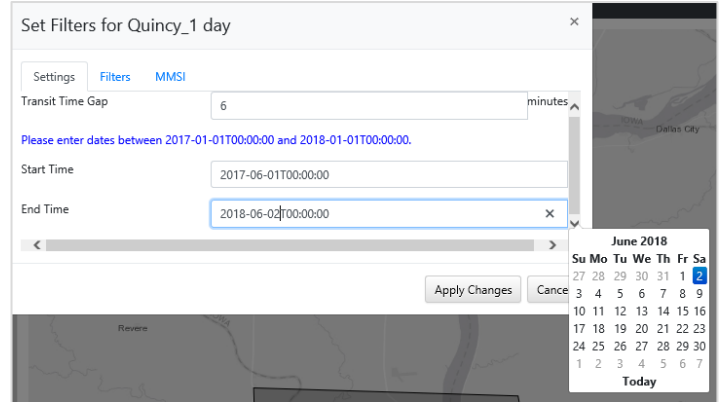 Set Filters for Quincy_1 day ×
Settings Filters MMSI
Transit Time Gap 6 minutes
Please enter dates between 2017-01-01T00:00:00 and 2018-01-01T00:00:00.
Start Time 2017-06-01T00:00:00
End Time 2018-06-02T00:00:00 ×
Apply Changes Cance
IOWA
Dallas City
Revere
IOWA
June 2018
Su Mo Tu We Th Fr Sa
27 28 29 30 31 1 2
3 4 5 6 7 8 9
10 11 12 13 14 15 16
17 18 19 20 21 22 23
24 25 26 27 28 29 30
1 2 3 4 5 6 7
Today